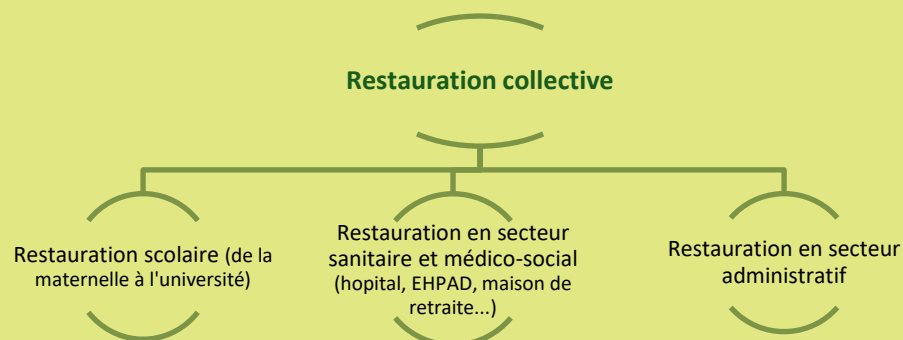 Restauration collective
Restauration scolaire (de la
maternelle à l'université)
Restauration en secteur
sanitaire et médico-social
(hopital, EHPAD, maison de
retraite...)
Restauration en secteur
administratif